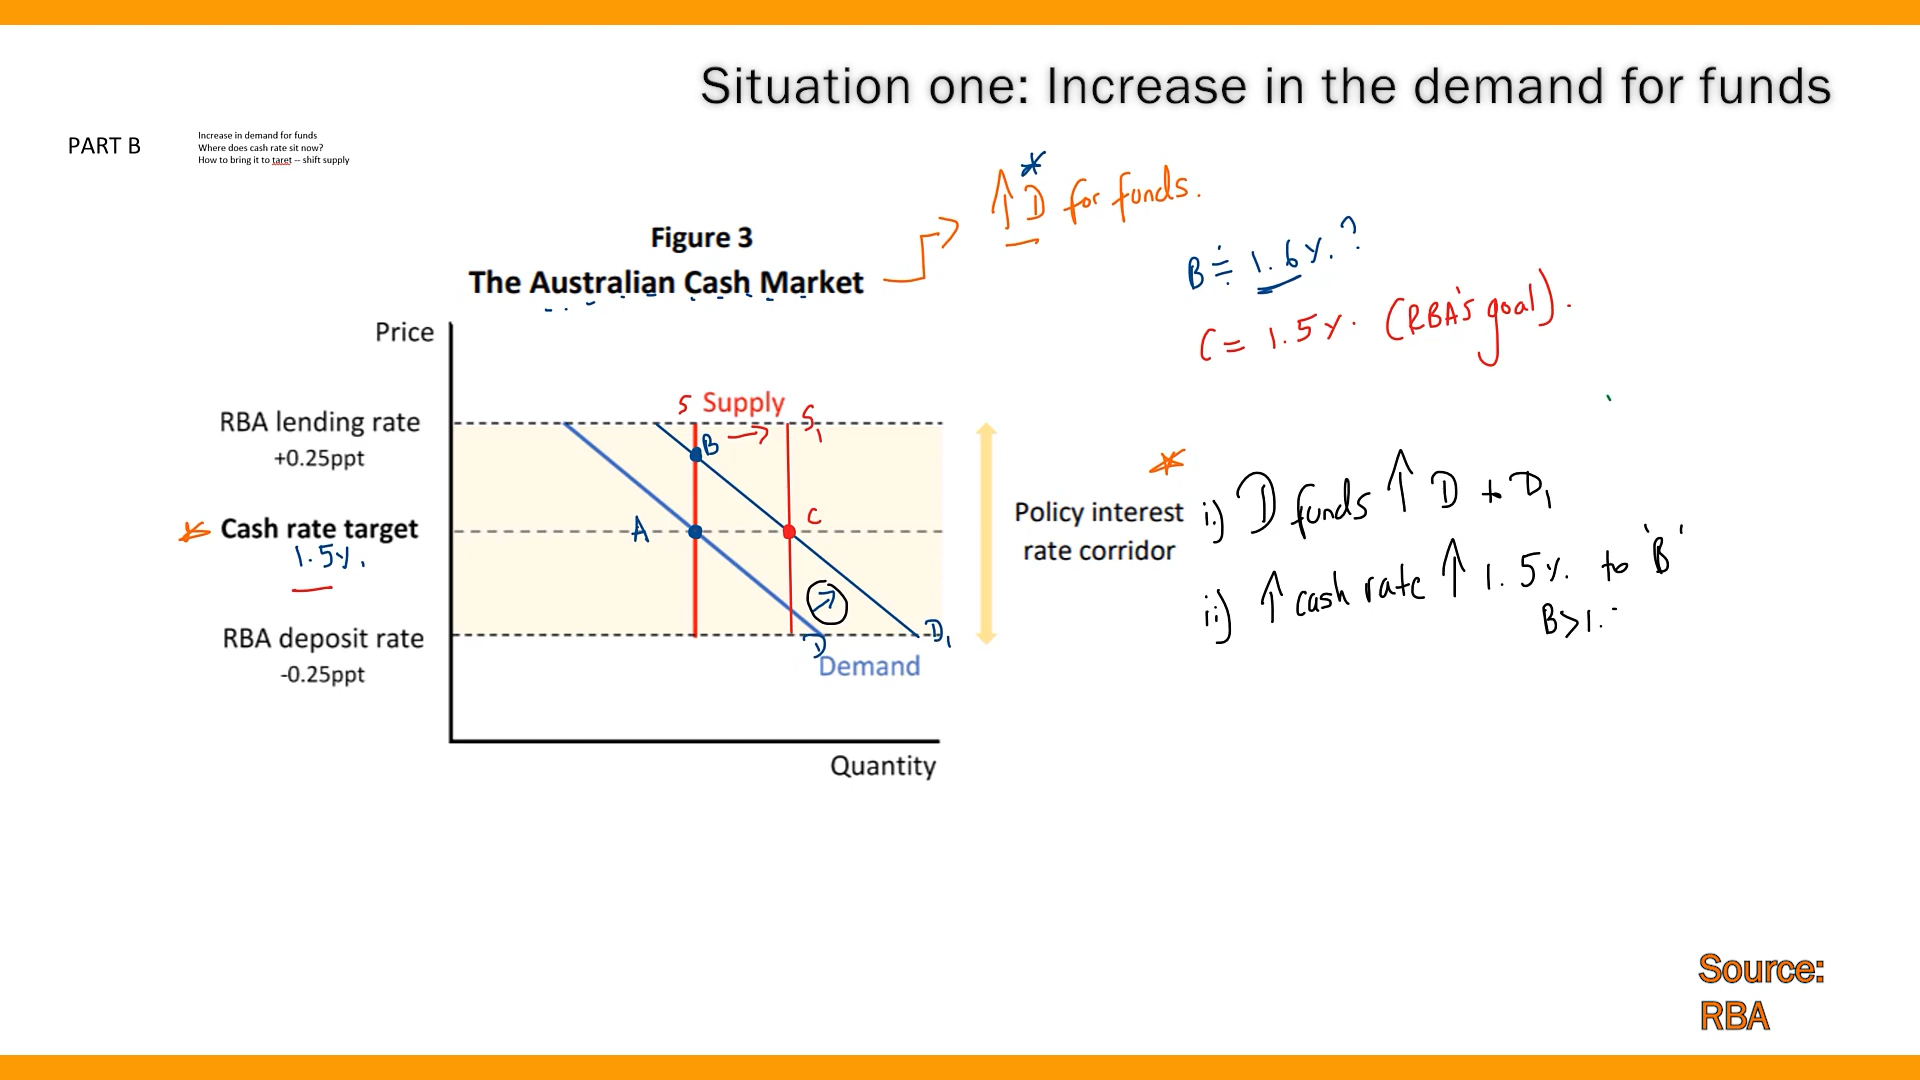 Situation one: Increase in the demand for funds
PART B
Increase in demand for funds
Where does cash rate sit now?
How to bring it to taret -- shift supply
↑ D for funds.
Figure 3
The Australian Cash Market
B ≑ 1.6%. ?
C = 1.5%. (RBA's goal).
Price
S Supply S₁
RBA lending rate
+0.25ppt
B
C
A
Cash rate target
1.5%.
Policy interest
rate corridor
i) D funds ↑ D to D₁
ii) ↑ cash rate ↑ 1.5%. to 'B'
B > 1.
RBA deposit rate
-0.25ppt
D
D₁
Demand
Quantity
Source:
RBA